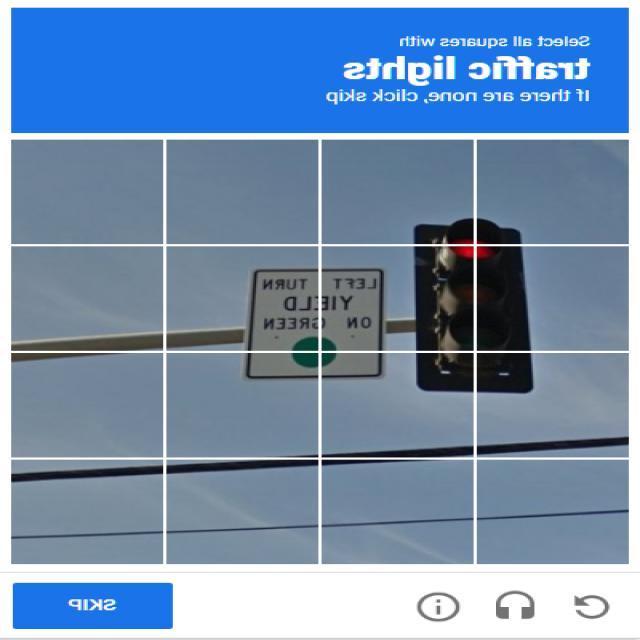 Select all squares with
traffic lights
If there are none, click skip
LEFT TURN
YIELD
ON GREEN
SKIP